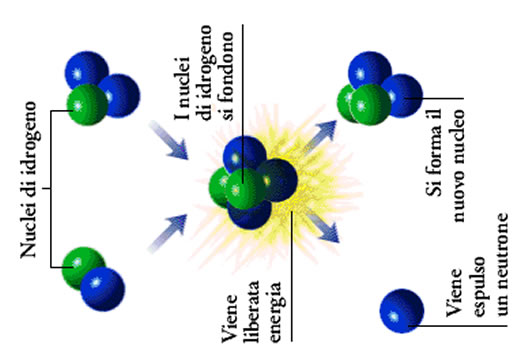 Nuclei di idrogeno
I nuclei
di idrogeno
si fondono
Viene
liberata
energia
Si forma il
nuovo nucleo
Viene
espulso
un neutrone